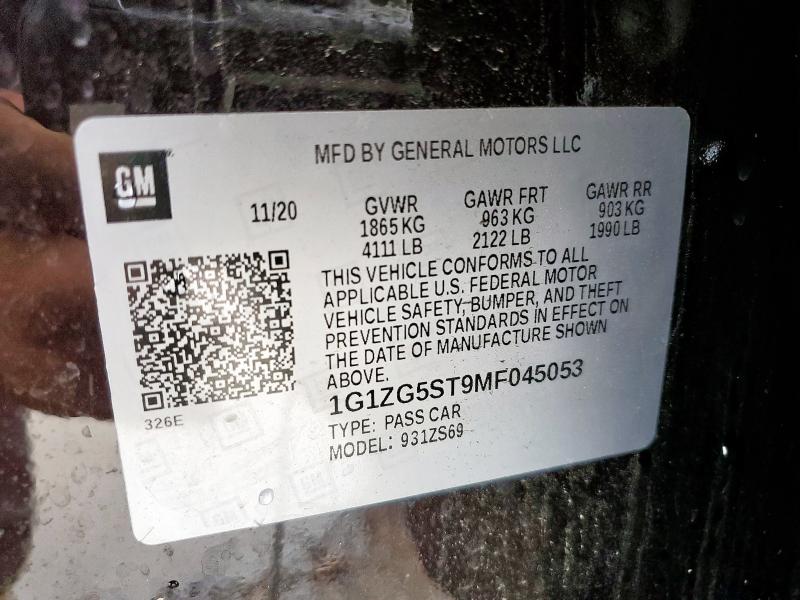 MFD BY GENERAL MOTORS LLC
GM
11/20
GVWR
1865 KG
4111 LB
GAWR FRT
963 KG
2122 LB
GAWR RR
903 KG
1990 LB
THIS VEHICLE CONFORMS TO ALL
APPLICABLE U.S. FEDERAL MOTOR
VEHICLE SAFETY, BUMPER, AND THEFT
PREVENTION STANDARDS IN EFFECT ON
THE DATE OF MANUFACTURE SHOWN
ABOVE.
1G1ZG5ST9MF045053
TYPE: PASS CAR
MODEL: 931ZS69
326E